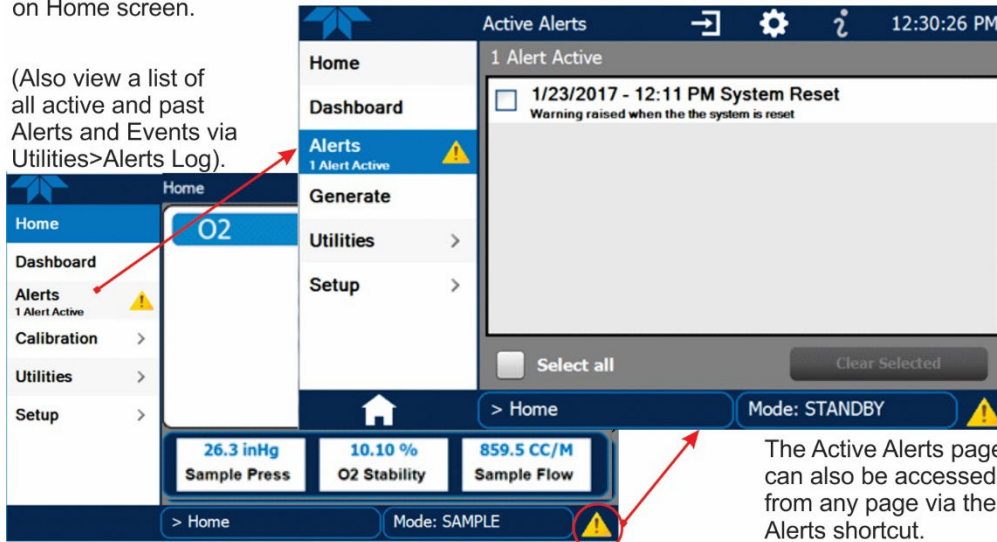 on Home screen.
(Also view a list of
all active and past
Alerts and Events via
Utilities>Alerts Log).
Active Alerts
12:30:26 PM
Home
Dashboard
Alerts
1 Alert Active
Generate
Utilities >
Setup >
1 Alert Active
1/23/2017 - 12:11 PM System Reset
Warning raised when the the system is reset
Select all
Clear Selected
> Home
Mode: STANDBY
Home
Home
Dashboard
Alerts
1 Alert Active
Calibration >
Utilities >
Setup >
O2
26.3 inHg
Sample Press
10.10 %
O2 Stability
859.5 CC/M
Sample Flow
> Home
Mode: SAMPLE
The Active Alerts page
can also be accessed
from any page via the
Alerts shortcut.